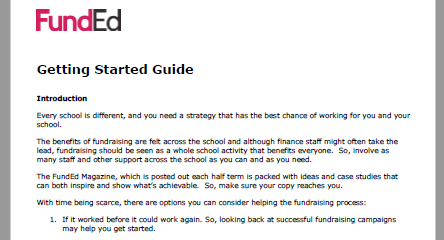 FundEd
Getting Started Guide
Introduction
Every school is different, and you need a strategy that has the best chance of working for you and your
school.
The benefits of fundraising are felt across the school and although finance staff might often take the
lead, fundraising should be seen as a whole school activity that benefits everyone.  So, involve as
many staff and other support across the school as you can and as you need.
The FundEd Magazine, which is posted out each half term is packed with ideas and case studies that
can both inspire and show what's achievable.  So, make sure your copy reaches you.
With time being scarce, there are options you can consider helping the fundraising process:
1. If it worked before it could work again. So, looking back at successful fundraising campaigns
may help you get started.